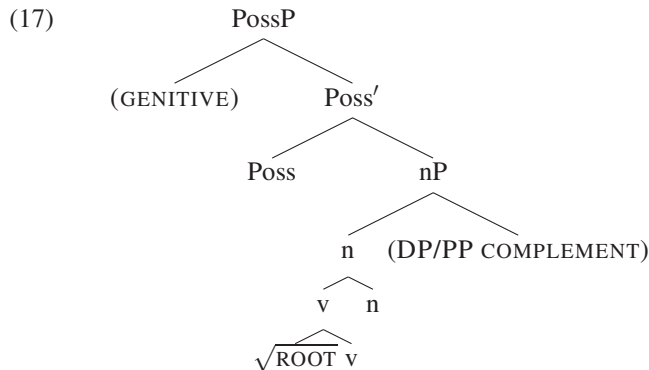 (17) PossP
(GENITIVE) Poss′
Poss nP
n (DP/PP COMPLEMENT)
v n
√ROOT v